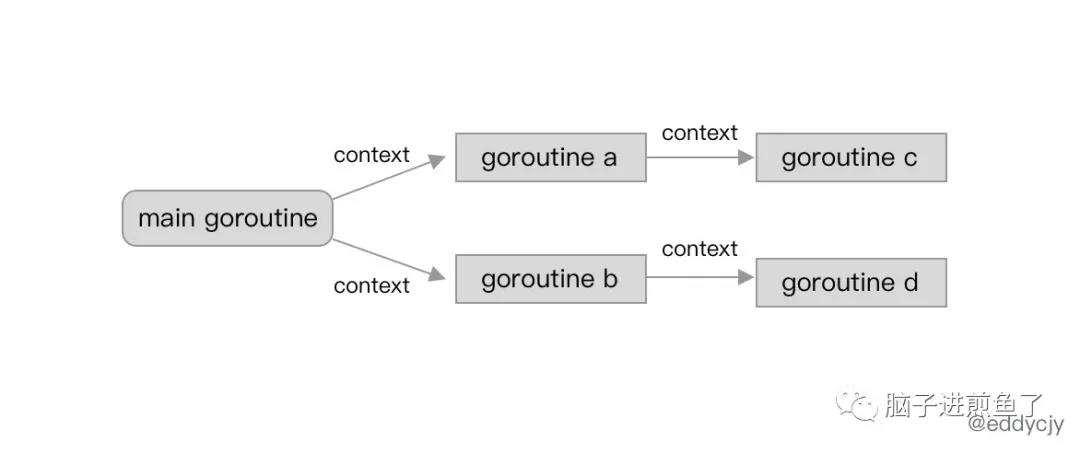 context
goroutine a
context
goroutine c
main goroutine
context
goroutine b
context
goroutine d
脑子进煎鱼了
@eddycjy